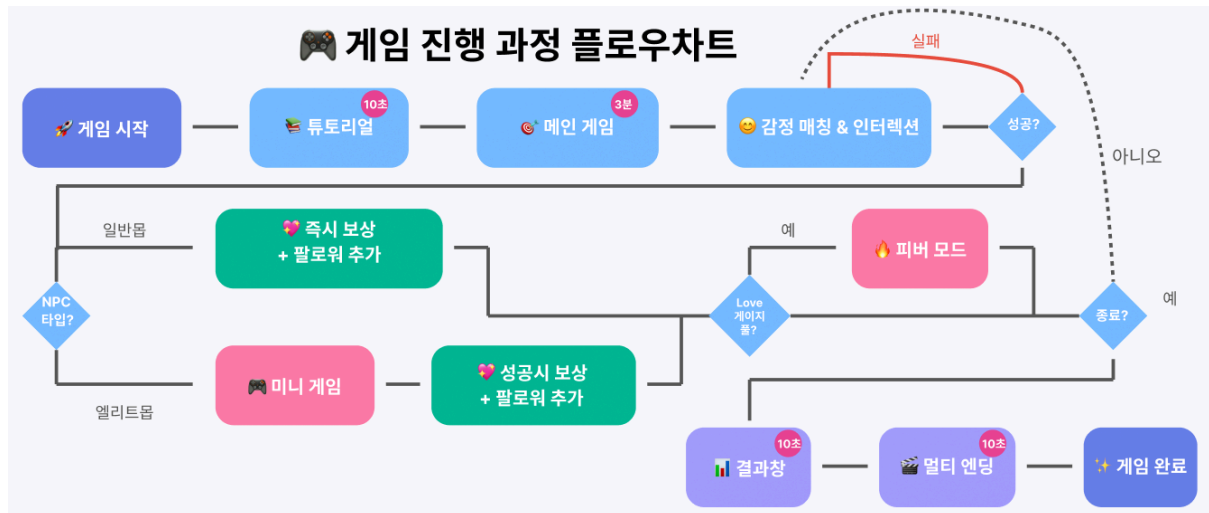 🎮 게임 진행 과정 플로우차트
실패
🚀 게임 시작
📚 튜토리얼
10초
🎯 메인 게임
3분
😊 감정 매칭 & 인터렉션
성공?
아니오
일반몹
💖 즉시 보상
+ 팔로워 추가
예
🔥 피버 모드
NPC
타입?
Love
게이지
풀?
종료?
예
엘리트몹
🎮 미니 게임
💖 성공시 보상
+ 팔로워 추가
📊 결과창
10초
🎬 멀티 엔딩
10초
✨ 게임 완료